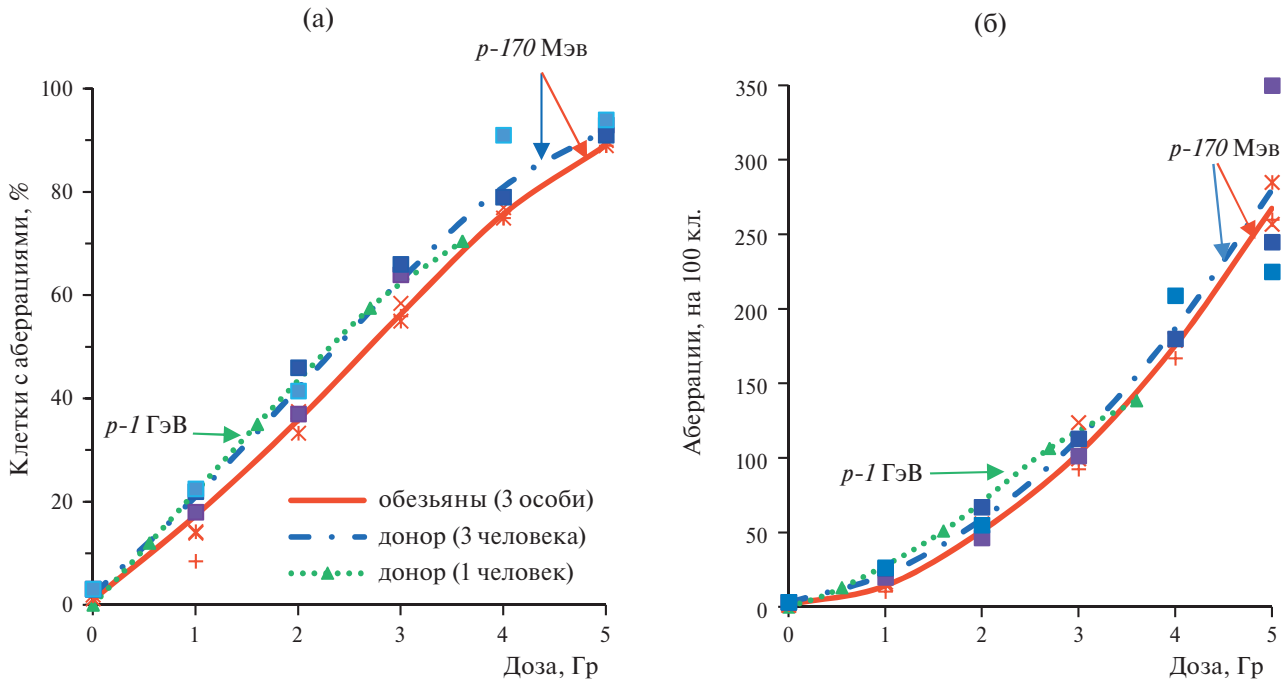 (а)
р-170 Мэв
100
80
60
40
20
0
Клетки с аберрациями, %
р-1 ГэВ
обезьяны (3 особи)
донор (3 человека)
донор (1 человек)
0 1 2 3 4 5
Доза, Гр
(б)
350
300
250
200
150
100
50
0
Аберрации, на 100 кл.
р-170 Мэв
р-1 ГэВ
0 1 2 3 4 5
Доза, Гр